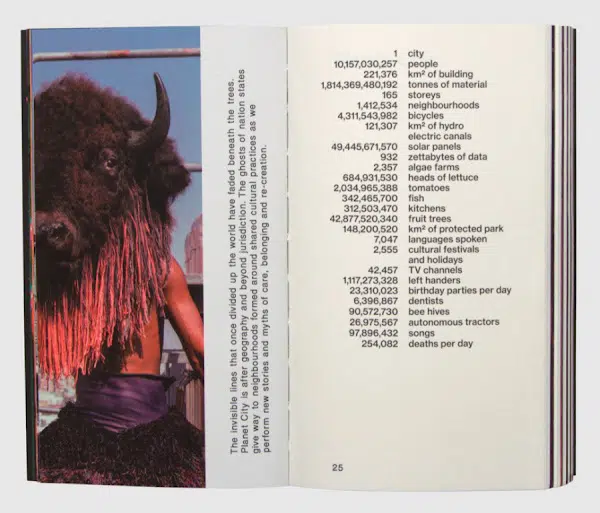 The invisible lines that once divided up the world have faded beneath the trees.
Planet City is after geography and beyond jurisdiction. The ghosts of nation states
give way to neighbourhoods formed around shared cultural practices as we
perform new stories and myths of care, belonging and re-creation.
1 city
10,157,030,257 people
221,376 km² of building
1,814,369,480,192 tonnes of material
165 storeys
1,412,534 neighbourhoods
4,311,543,982 bicycles
121,307 km² of hydro
electric canals
49,445,671,570 solar panels
932 zettabytes of data
2,357 algae farms
684,931,530 heads of lettuce
2,034,965,388 tomatoes
342,465,700 fish
312,503,470 kitchens
42,877,520,340 fruit trees
148,200,520 km² of protected park
7,047 languages spoken
2,555 cultural festivals
and holidays
42,457 TV channels
1,117,273,328 left handers
23,310,023 birthday parties per day
6,396,867 dentists
90,572,730 bee hives
26,975,567 autonomous tractors
97,896,432 songs
254,082 deaths per day
25